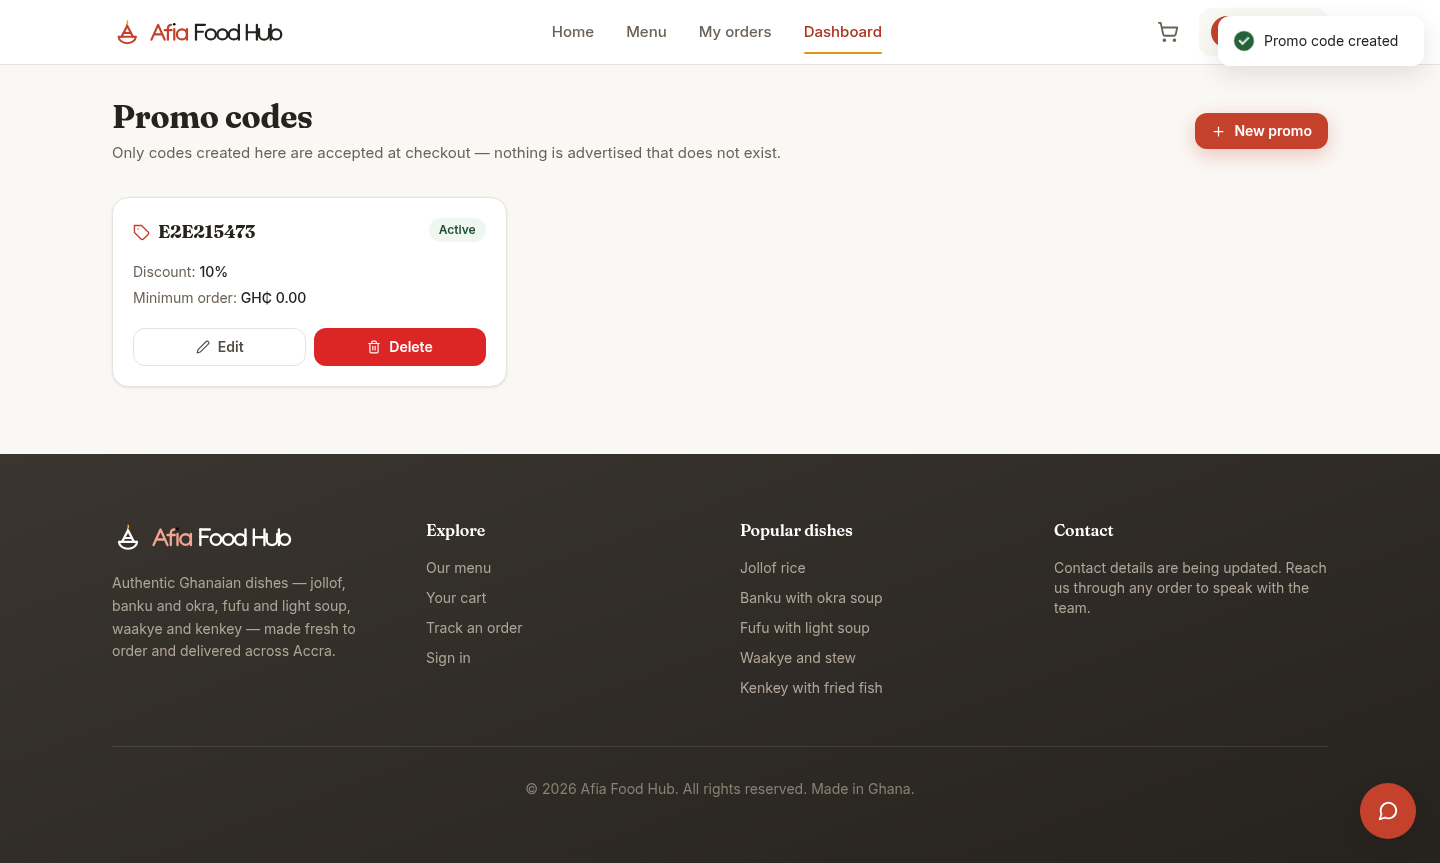 Afia Food Hub
Home
Menu
My orders
Dashboard
Promo code created
Promo codes
Only codes created here are accepted at checkout — nothing is advertised that does not exist.
New promo
E2E215473
Active
Discount: 10%
Minimum order: GH₵ 0.00
Edit
Delete
Afia Food Hub
Authentic Ghanaian dishes — jollof,
banku and okra, fufu and light soup,
waakye and kenkey — made fresh to
order and delivered across Accra.
Explore
Our menu
Your cart
Track an order
Sign in
Popular dishes
Jollof rice
Banku with okra soup
Fufu with light soup
Waakye and stew
Kenkey with fried fish
Contact
Contact details are being updated. Reach
us through any order to speak with the
team.
© 2026 Afia Food Hub. All rights reserved. Made in Ghana.